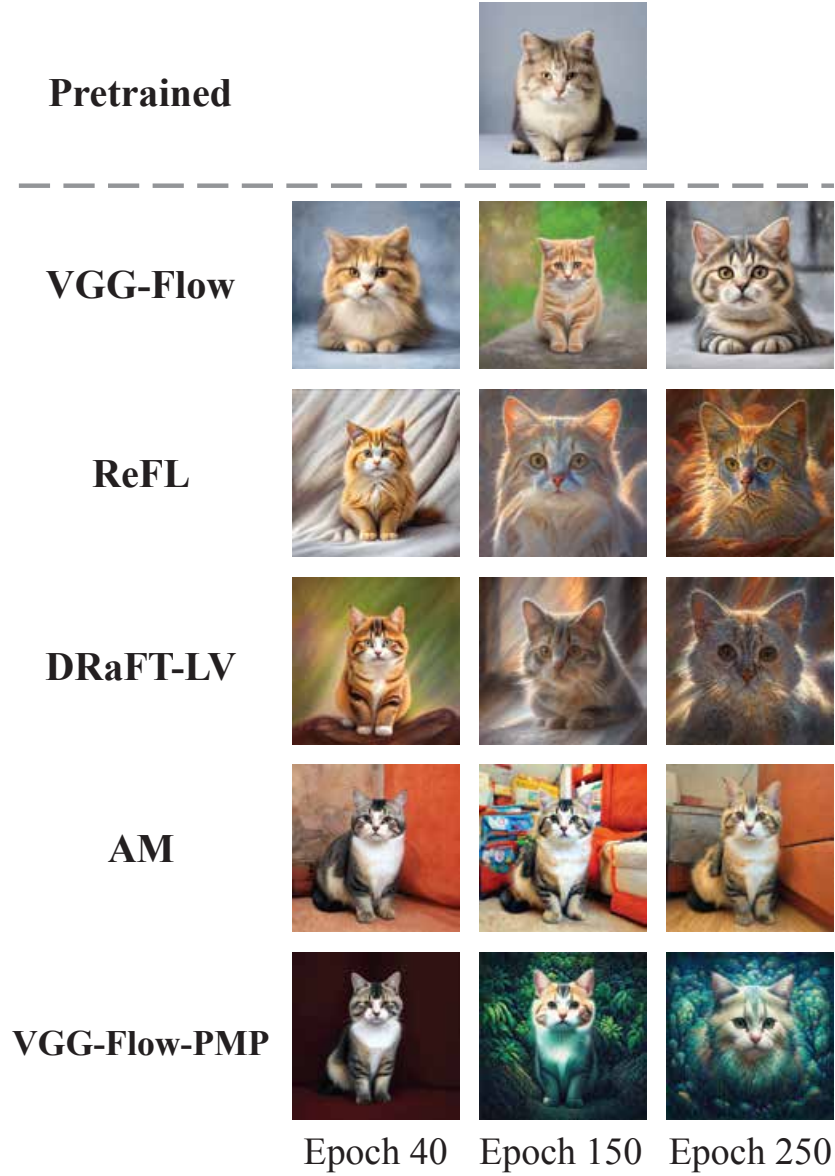 Pretrained
VGG-Flow
ReFL
DRaFT-LV
AM
VGG-Flow-PMP
Epoch 40 Epoch 150 Epoch 250